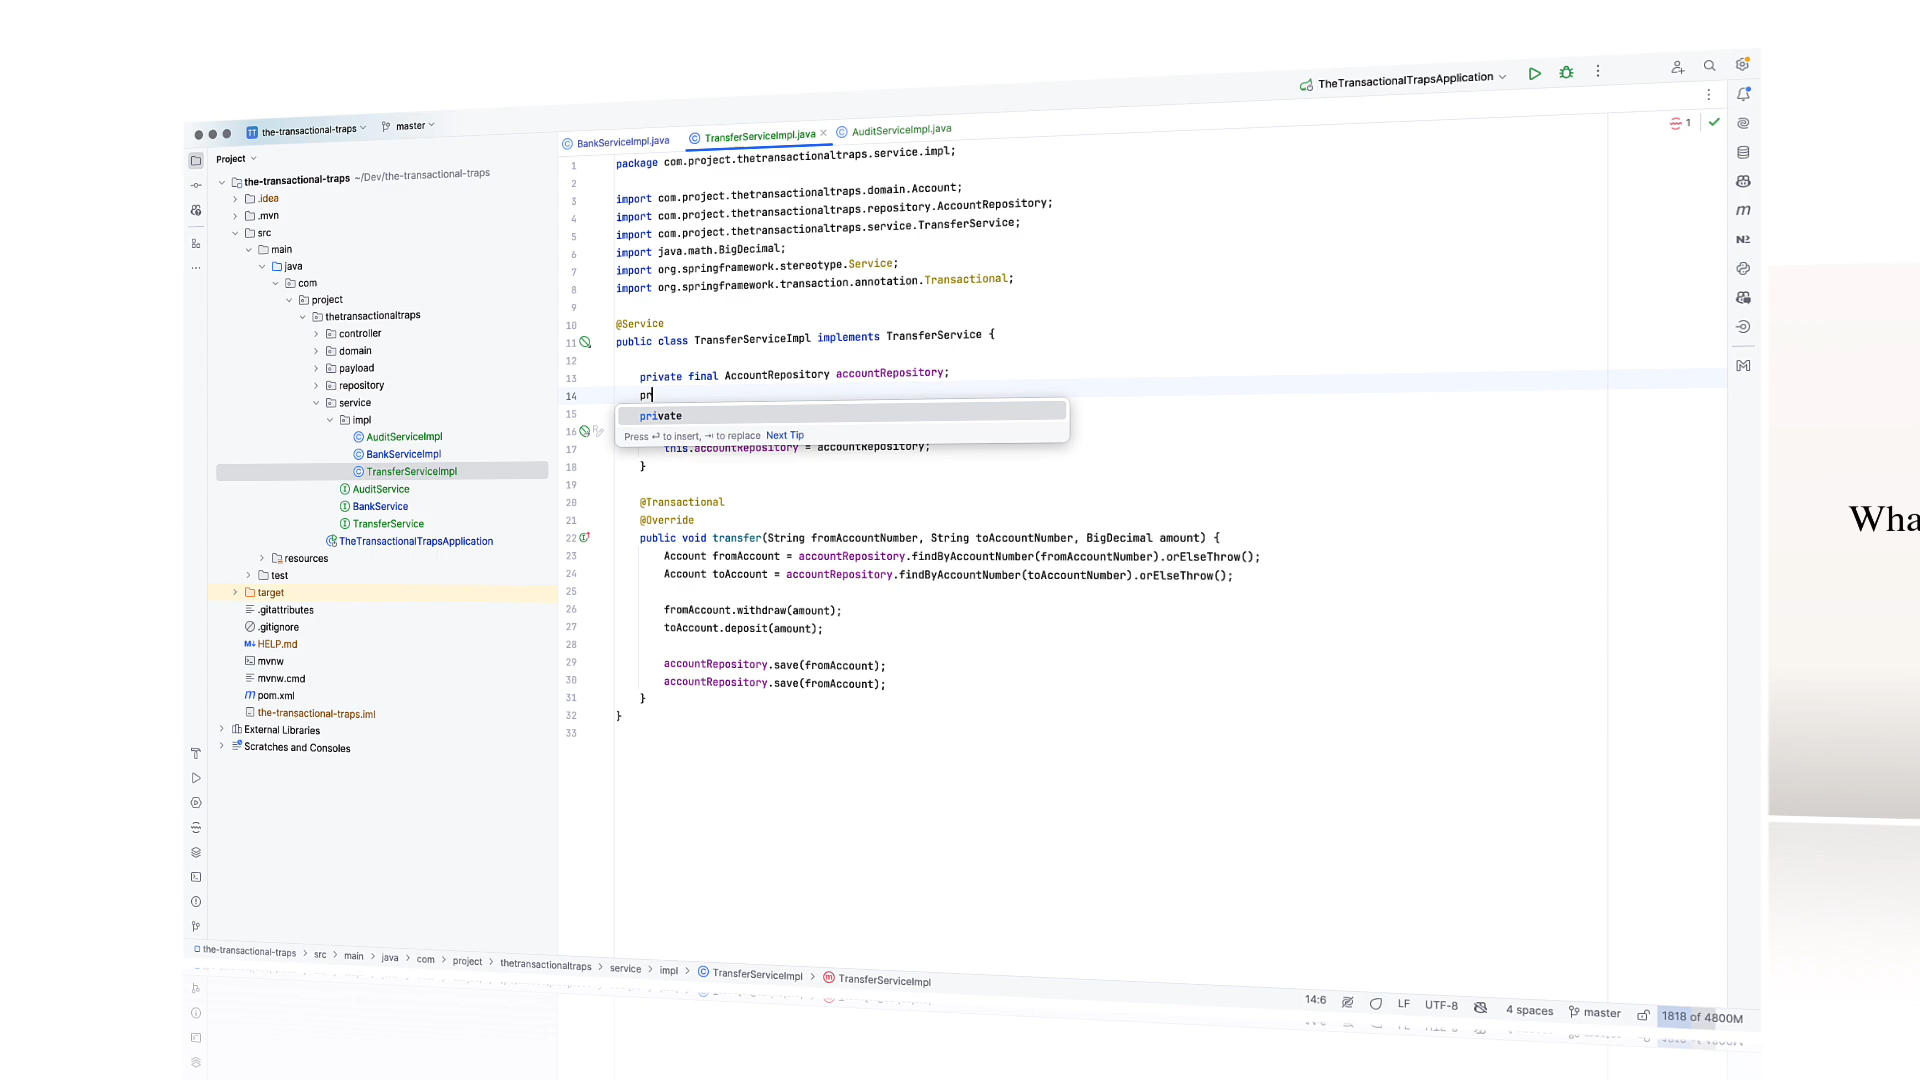 the-transactional-traps
master
TheTransactionalTrapsApplication
Project
the-transactional-traps ~/Dev/the-transactional-traps
.idea
.mvn
src
main
java
com
project
thetransactionaltraps
controller
domain
payload
repository
service
impl
AuditServiceImpl
BankServiceImpl
TransferServiceImpl
AuditService
BankService
TransferService
TheTransactionalTrapsApplication
resources
test
target
.gitattributes
.gitignore
HELP.md
mvnw
mvnw.cmd
pom.xml
the-transactional-traps.iml
External Libraries
Scratches and Consoles
BankServiceImpl.java
TransferServiceImpl.java
AuditServiceImpl.java
1
1 package com.project.thetransactionaltraps.service.impl;
2
3 import com.project.thetransactionaltraps.domain.Account;
4 import com.project.thetransactionaltraps.repository.AccountRepository;
5 import com.project.thetransactionaltraps.service.TransferService;
6 import java.math.BigDecimal;
7 import org.springframework.stereotype.Service;
8 import org.springframework.transaction.annotation.Transactional;
9
10 @Service
11 public class TransferServiceImpl implements TransferService {
12
13 private final AccountRepository accountRepository;
14 pr
15 private
16 Press ↵ to insert, ⇥ to replace Next Tip
17 this.accountRepository = accountRepository;
18 }
19
20 @Transactional
21 @Override
22 public void transfer(String fromAccountNumber, String toAccountNumber, BigDecimal amount) {
23 Account fromAccount = accountRepository.findByAccountNumber(fromAccountNumber).orElseThrow();
24 Account toAccount = accountRepository.findByAccountNumber(toAccountNumber).orElseThrow();
25
26 fromAccount.withdraw(amount);
27 toAccount.deposit(amount);
28
29 accountRepository.save(fromAccount);
30 accountRepository.save(fromAccount);
31 }
32 }
33
the-transactional-traps > src > main > java > com > project > thetransactionaltraps > service > impl > TransferServiceImpl > TransferServiceImpl
14:6 LF UTF-8 4 spaces master 1818 of 4800M
Wha